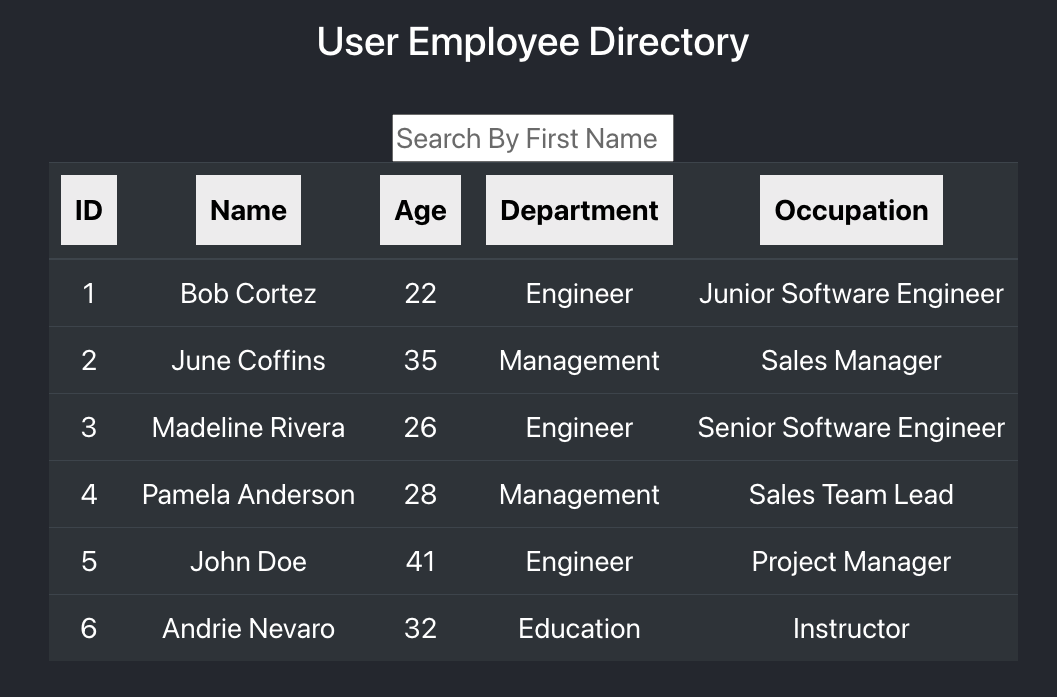 User Employee Directory
Search By First Name
ID Name Age Department Occupation
1 Bob Cortez 22 Engineer Junior Software Engineer
2 June Coffins 35 Management Sales Manager
3 Madeline Rivera 26 Engineer Senior Software Engineer
4 Pamela Anderson 28 Management Sales Team Lead
5 John Doe 41 Engineer Project Manager
6 Andrie Nevaro 32 Education Instructor